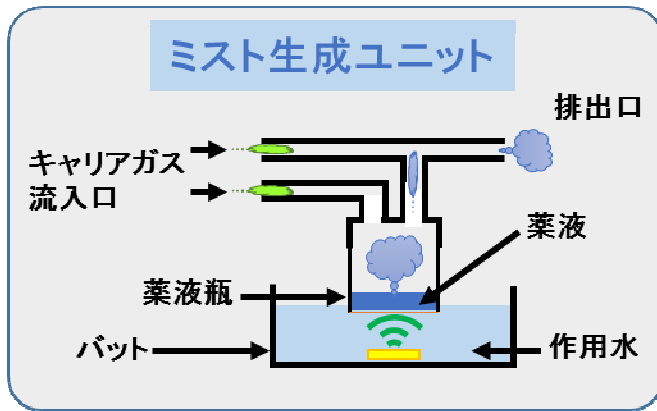 ミスト生成ユニット
排出口
キャリアガス
流入口
薬液
薬液瓶
バット
作用水